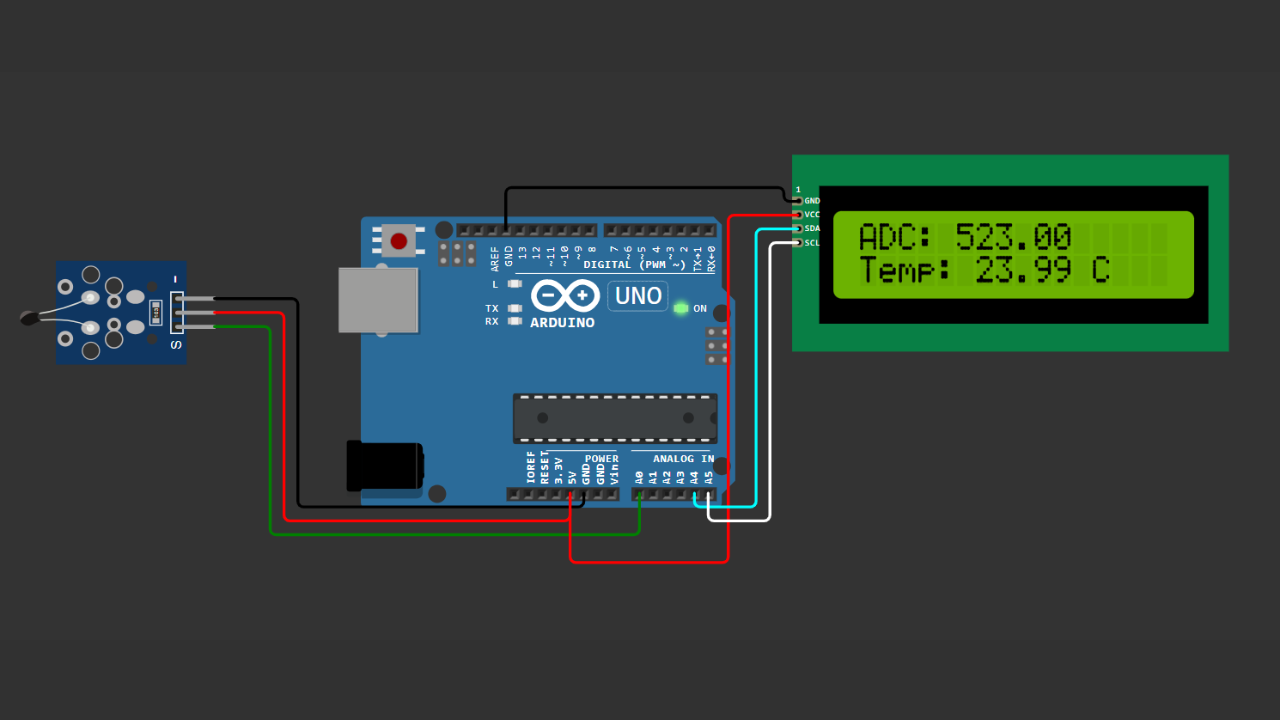 1
GND
VCC
SDA
SCL
ADC: 523.00
Temp: 23.99 C
-
S
AREF
GND
13
12
~11
~10
~9
8
7
~6
~5
4
~3
2
TX→1
RX←0
DIGITAL (PWM ~)
L
TX
RX
UNO
ARDUINO
ON
POWER
ANALOG IN
IOREF
RESET
3.3V
5V
GND
GND
Vin
A0
A1
A2
A3
A4
A5